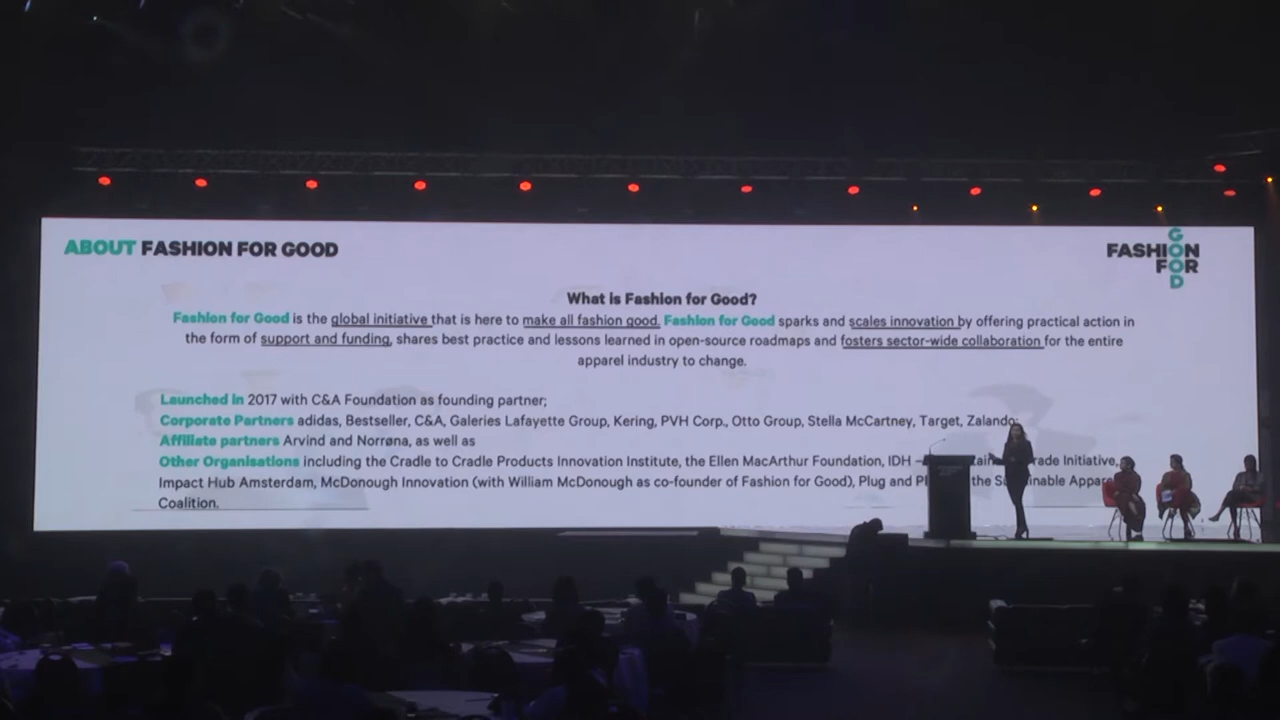 ABOUT FASHION FOR GOOD
GOOD
FASHION
FOR
What is Fashion for Good?
Fashion for Good is the global initiative that is here to make all fashion good. Fashion for Good sparks and scales innovation by offering practical action in
the form of support and funding, shares best practice and lessons learned in open-source roadmaps and fosters sector-wide collaboration for the entire
apparel industry to change.
Launched in 2017 with C&A Foundation as founding partner;
Corporate Partners adidas, Bestseller, C&A, Galeries Lafayette Group, Kering, PVH Corp., Otto Group, Stella McCartney, Target, Zalando;
Affiliate partners Arvind and Norrøna, as well as
Other Organisations including the Cradle to Cradle Products Innovation Institute, the Ellen MacArthur Foundation, IDH – Initiative,
Impact Hub Amsterdam, McDonough Innovation (with William McDonough as co-founder of Fashion for Good), Plug and the
Coalition.